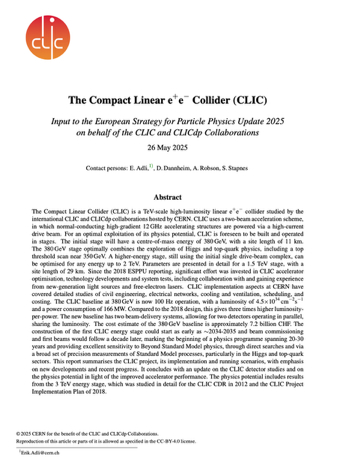 clic
The Compact Linear e⁺e⁻ Collider (CLIC)
Input to the European Strategy for Particle Physics Update 2025
on behalf of the CLIC and CLICdp Collaborations
26 May 2025
Contact persons: E. Adli,¹⁾, D. Dannheim, A. Robson, S. Stapnes
Abstract
The Compact Linear Collider (CLIC) is a TeV-scale high-luminosity linear e⁺e⁻ collider studied by the
international CLIC and CLICdp collaborations hosted by CERN. CLIC uses a two-beam acceleration scheme,
in which normal-conducting high-gradient 12 GHz accelerating structures are powered via a high-current
drive beam. For an optimal exploitation of its physics potential, CLIC is foreseen to be built and operated
in stages. The initial stage will have a centre-of-mass energy of 380 GeV, with a site length of 11 km.
The 380 GeV stage optimally combines the exploration of Higgs and top-quark physics, including a top
threshold scan near 350 GeV. A higher-energy stage, still using the initial single drive-beam complex, can
be optimised for any energy up to 2 TeV. Parameters are presented in detail for a 1.5 TeV stage, with a
site length of 29 km. Since the 2018 ESPPU reporting, significant effort was invested in CLIC accelerator
optimisation, technology developments and system tests, including collaboration with and gaining experience
from new-generation light sources and free-electron lasers. CLIC implementation aspects at CERN have
covered detailed studies of civil engineering, electrical networks, cooling and ventilation, scheduling, and
costing. The CLIC baseline at 380 GeV is now 100 Hz operation, with a luminosity of 4.5×10³⁴ cm⁻²s⁻¹
and a power consumption of 166 MW. Compared to the 2018 design, this gives three times higher luminosity-
per-power. The new baseline has two beam-delivery systems, allowing for two detectors operating in parallel,
sharing the luminosity. The cost estimate of the 380 GeV baseline is approximately 7.2 billion CHF. The
construction of the first CLIC energy stage could start as early as ~2034-2035 and beam commissioning
and first beams would follow a decade later, marking the beginning of a physics programme spanning 20-30
years and providing excellent sensitivity to Beyond Standard Model physics, through direct searches and via
a broad set of precision measurements of Standard Model processes, particularly in the Higgs and top-quark
sectors. This report summarises the CLIC project, its implementation and running scenarios, with emphasis
on new developments and recent progress. It concludes with an update on the CLIC detector studies and on
the physics potential in light of the improved accelerator performance. The physics potential includes results
from the 3 TeV energy stage, which was studied in detail for the CLIC CDR in 2012 and the CLIC Project
Implementation Plan of 2018.
© 2025 CERN for the benefit of the CLIC and CLICdp Collaborations.
Reproduction of this article or parts of it is allowed as specified in the CC-BY-4.0 license.
¹Erik.Adli@cern.ch